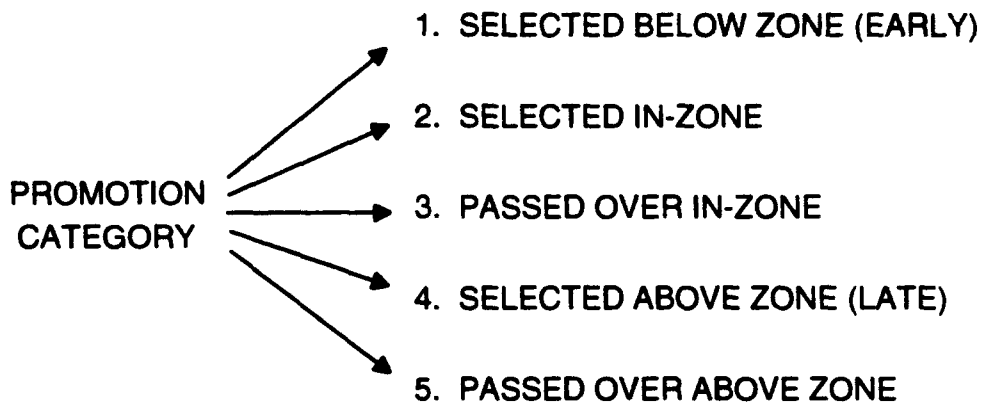 1. SELECTED BELOW ZONE (EARLY)
2. SELECTED IN-ZONE
PROMOTION
CATEGORY
3. PASSED OVER IN-ZONE
4. SELECTED ABOVE ZONE (LATE)
5. PASSED OVER ABOVE ZONE